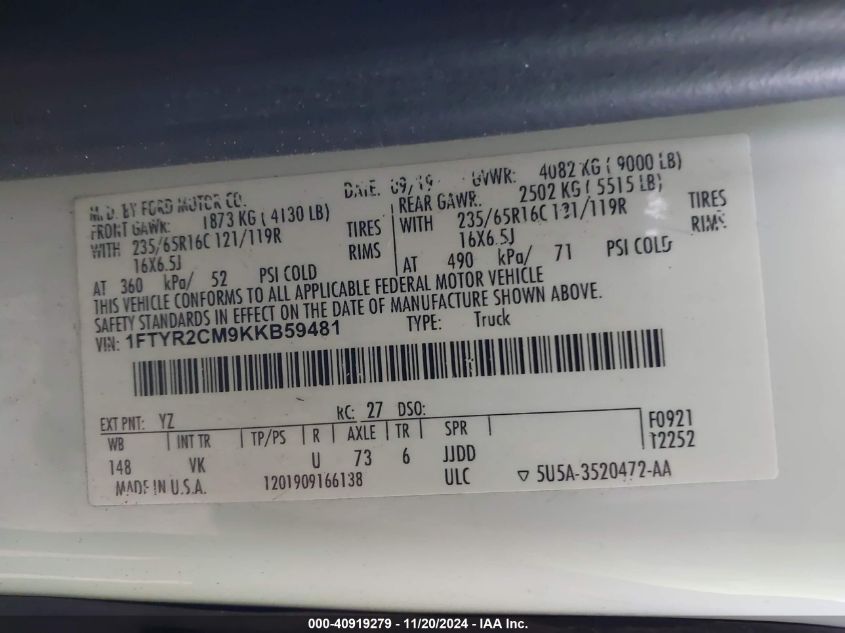 MFD. BY FORD MOTOR CO. DATE: 09/19 GVWR: 4082 KG ( 9000 LB)
FRONT GAWR: 1873 KG ( 4130 LB) REAR GAWR: 2502 KG ( 5515 LB)
WITH 235/65R16C 121/119R TIRES WITH 235/65R16C 121/119R TIRES
16X6.5J RIMS 16X6.5J RIMS
AT 360 kPa/ 52 PSI COLD AT 490 kPa/ 71 PSI COLD
THIS VEHICLE CONFORMS TO ALL APPLICABLE FEDERAL MOTOR VEHICLE
SAFETY STANDARDS IN EFFECT ON THE DATE OF MANUFACTURE SHOWN ABOVE.
VIN: 1FTYR2CM9KKB59481 TYPE: Truck
EXT PNT: YZ RC: 27 DSO: F0921
WB INT TR TP/PS R AXLE TR SPR T2252
148 VK U 73 6 JJDD
MADE IN U.S.A. 1201909166138 ULC ▽ 5U5A-3520472-AA
000-40919279 - 11/20/2024 - IAA Inc.